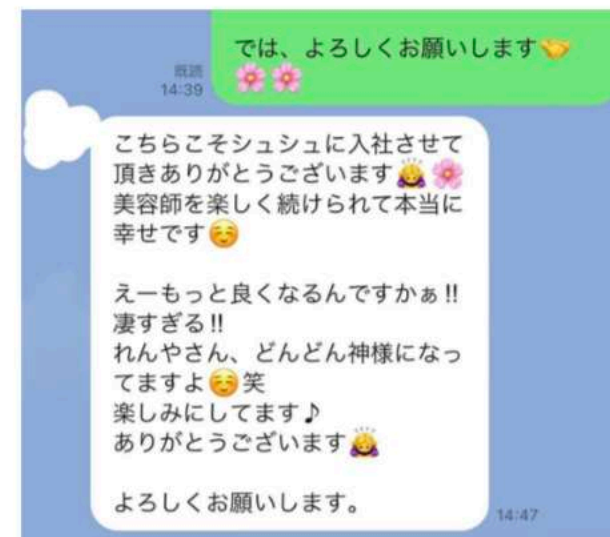 では、よろしくお願いします🤝
🌸🌸
既読
14:39
こちらこそシュシュに入社させて
頂きありがとうございます🙇‍♀️🌸
美容師を楽しく続けられて本当に
幸せです☺️
えーもっと良くなるんですかぁ‼︎
凄すぎる‼︎
れんやさん、どんどん神様になっ
てますよ☺️笑
楽しみにしてます♪
ありがとうございます🙇‍♀️
よろしくお願いします。
14:47